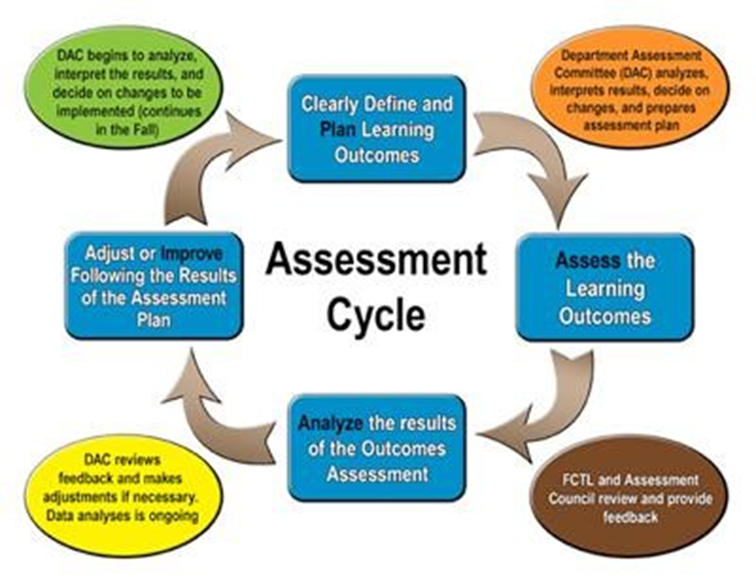 DAC begins to analyze,
interpret the results, and
decide on changes to be
implemented (continues
in the Fall)
Clearly Define and
Plan Learning
Outcomes
Department Assessment
Committee (DAC) analyzes,
interprets results, decide on
changes, and prepares
assessment plan
Adjust or Improve
Following the Results
of the Assessment
Plan
Assessment
Cycle
Assess the
Learning
Outcomes
Analyze the results
of the Outcomes
Assessment
DAC reviews
feedback and makes
adjustments if necessary.
Data analyses is ongoing
FCTL and Assessment
Council review and provide
feedback